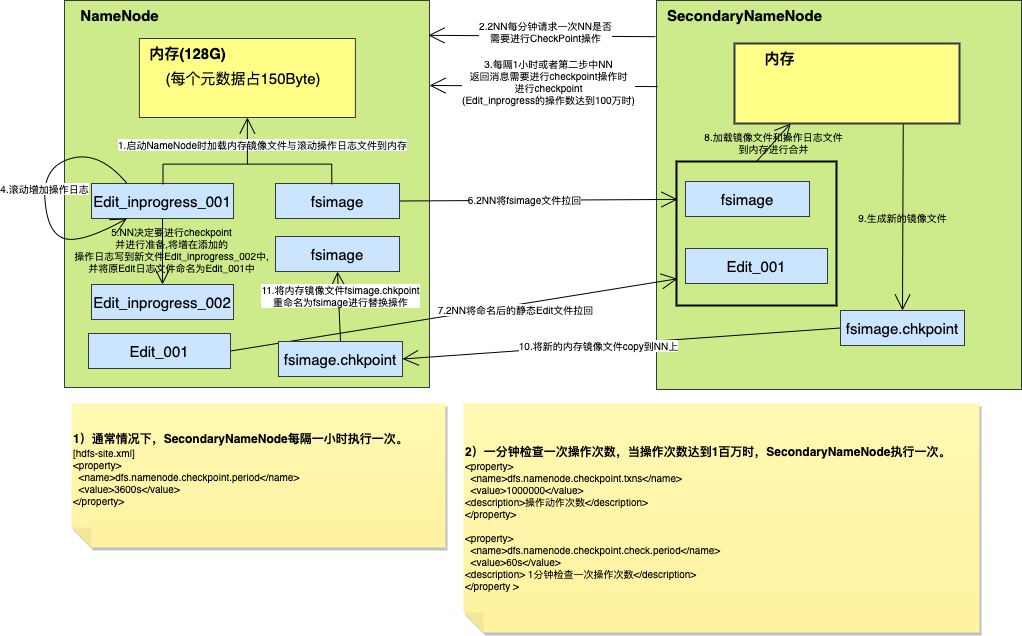 NameNode
内存(128G)
(每个元数据占150Byte)
1.启动NameNode时加载内存镜像文件与滚动操作日志文件到内存
4.滚动增加操作日志
Edit_inprogress_001
fsimage
5.NN决定要进行checkpoint
并进行准备,将增在添加的
操作日志写到新文件Edit_inprogress_002中,
并将原Edit日志文件命名为Edit_001中
fsimage
Edit_inprogress_002
11.将内存镜像文件fsimage.chkpoint
重命名为fsimage进行替换操作
Edit_001
fsimage.chkpoint
2.2NN每分钟请求一次NN是否
需要进行CheckPoint操作
3.每隔1小时或者第二步中NN
返回消息需要进行checkpoint操作时
进行checkpoint
(Edit_inprogress的操作数达到100万时)
6.2NN将fsimage文件拉回
7.2NN将命名后的静态Edit文件拉回
10.将新的内存镜像文件copy到NN上
SecondaryNameNode
内存
8.加载镜像文件和操作日志文件
到内存进行合并
fsimage
Edit_001
9.生成新的镜像文件
fsimage.chkpoint
1）通常情况下，SecondaryNameNode每隔一小时执行一次。
[hdfs-site.xml]
<property>
<name>dfs.namenode.checkpoint.period</name>
<value>3600s</value>
</property>
2）一分钟检查一次操作次数，当操作次数达到1百万时，SecondaryNameNode执行一次。
<property>
<name>dfs.namenode.checkpoint.txns</name>
<value>1000000</value>
<description>操作动作次数</description>
</property>
<property>
<name>dfs.namenode.checkpoint.check.period</name>
<value>60s</value>
<description> 1分钟检查一次操作次数</description>
</property >